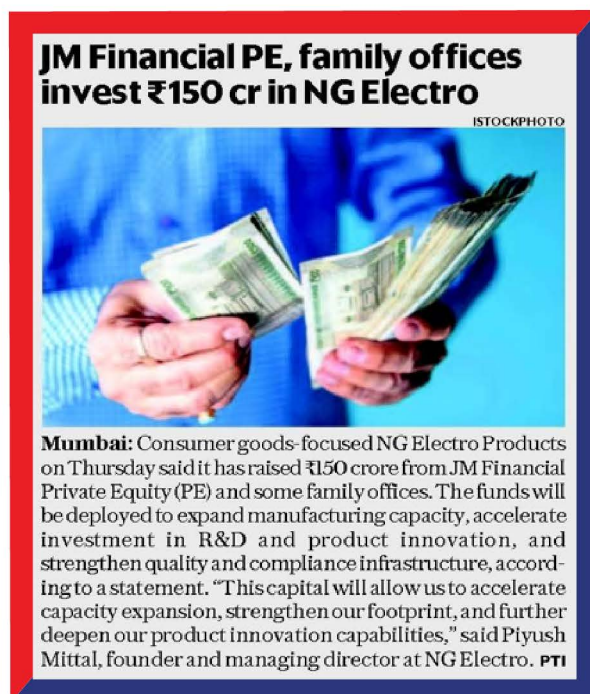 JM Financial PE, family offices
invest ₹150 cr in NG Electro
ISTOCKPHOTO
Mumbai: Consumer goods-focused NG Electro Products
on Thursday said it has raised ₹150 crore from JM Financial
Private Equity (PE) and some family offices. The funds will
be deployed to expand manufacturing capacity, accelerate
investment in R&D and product innovation, and
strengthen quality and compliance infrastructure, accord-
ing to a statement. “This capital will allow us to accelerate
capacity expansion, strengthen our footprint, and further
deepen our product innovation capabilities,” said Piyush
Mittal, founder and managing director at NG Electro. PTI